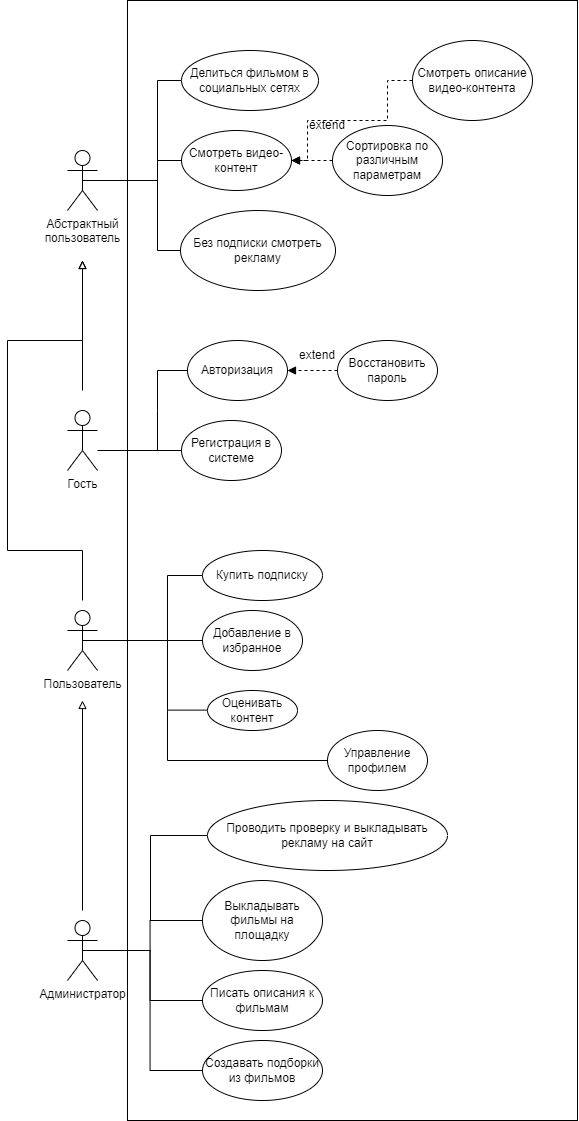 Делиться фильмом в
социальных сетях
Смотреть описание
видео-контента
extend
Смотреть видео-
контент
Сортировка по
различным
параметрам
Абстрактный
пользователь
Без подписки смотреть
рекламу
extend
Авторизация
Восстановить
пароль
Регистрация в
системе
Гость
Купить подписку
Добавление в
избранное
Пользователь
Оценивать
контент
Управление
профилем
Проводить проверку и выкладывать
рекламу на сайт
Выкладывать
фильмы на
площадку
Администратор
Писать описания к
фильмам
Создавать подборки
из фильмов